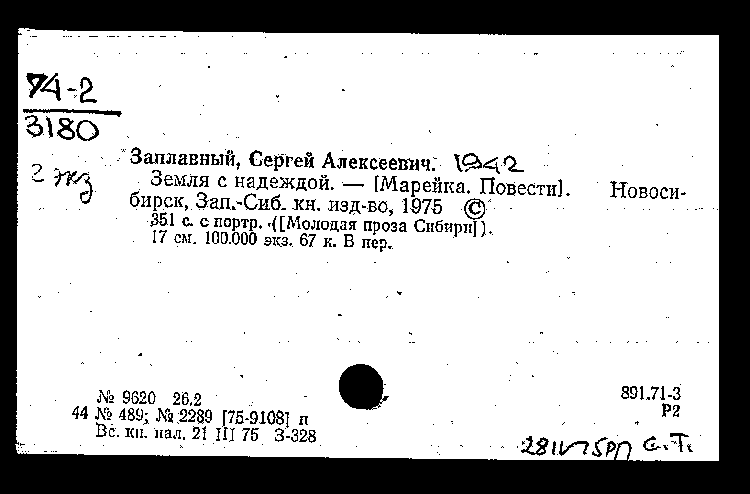 74-2
3180
2 экз
Заплавный, Сергей Алексеевич. 1942
Земля с надеждой. — [Марейка. Повести]. Новоси-
бирск, Зап.-Сиб. кн. изд-во, 1975 ©
351 с. с портр. ([Молодая проза Сибири]).
17 см. 100.000 экз. 67 к. В пер.
№ 9620 26.2
891.71-3
44 № 489; № 2289 [75-9108] п
Р2
Вс. кн. пал. 21 III 75 З-328
С.Т.